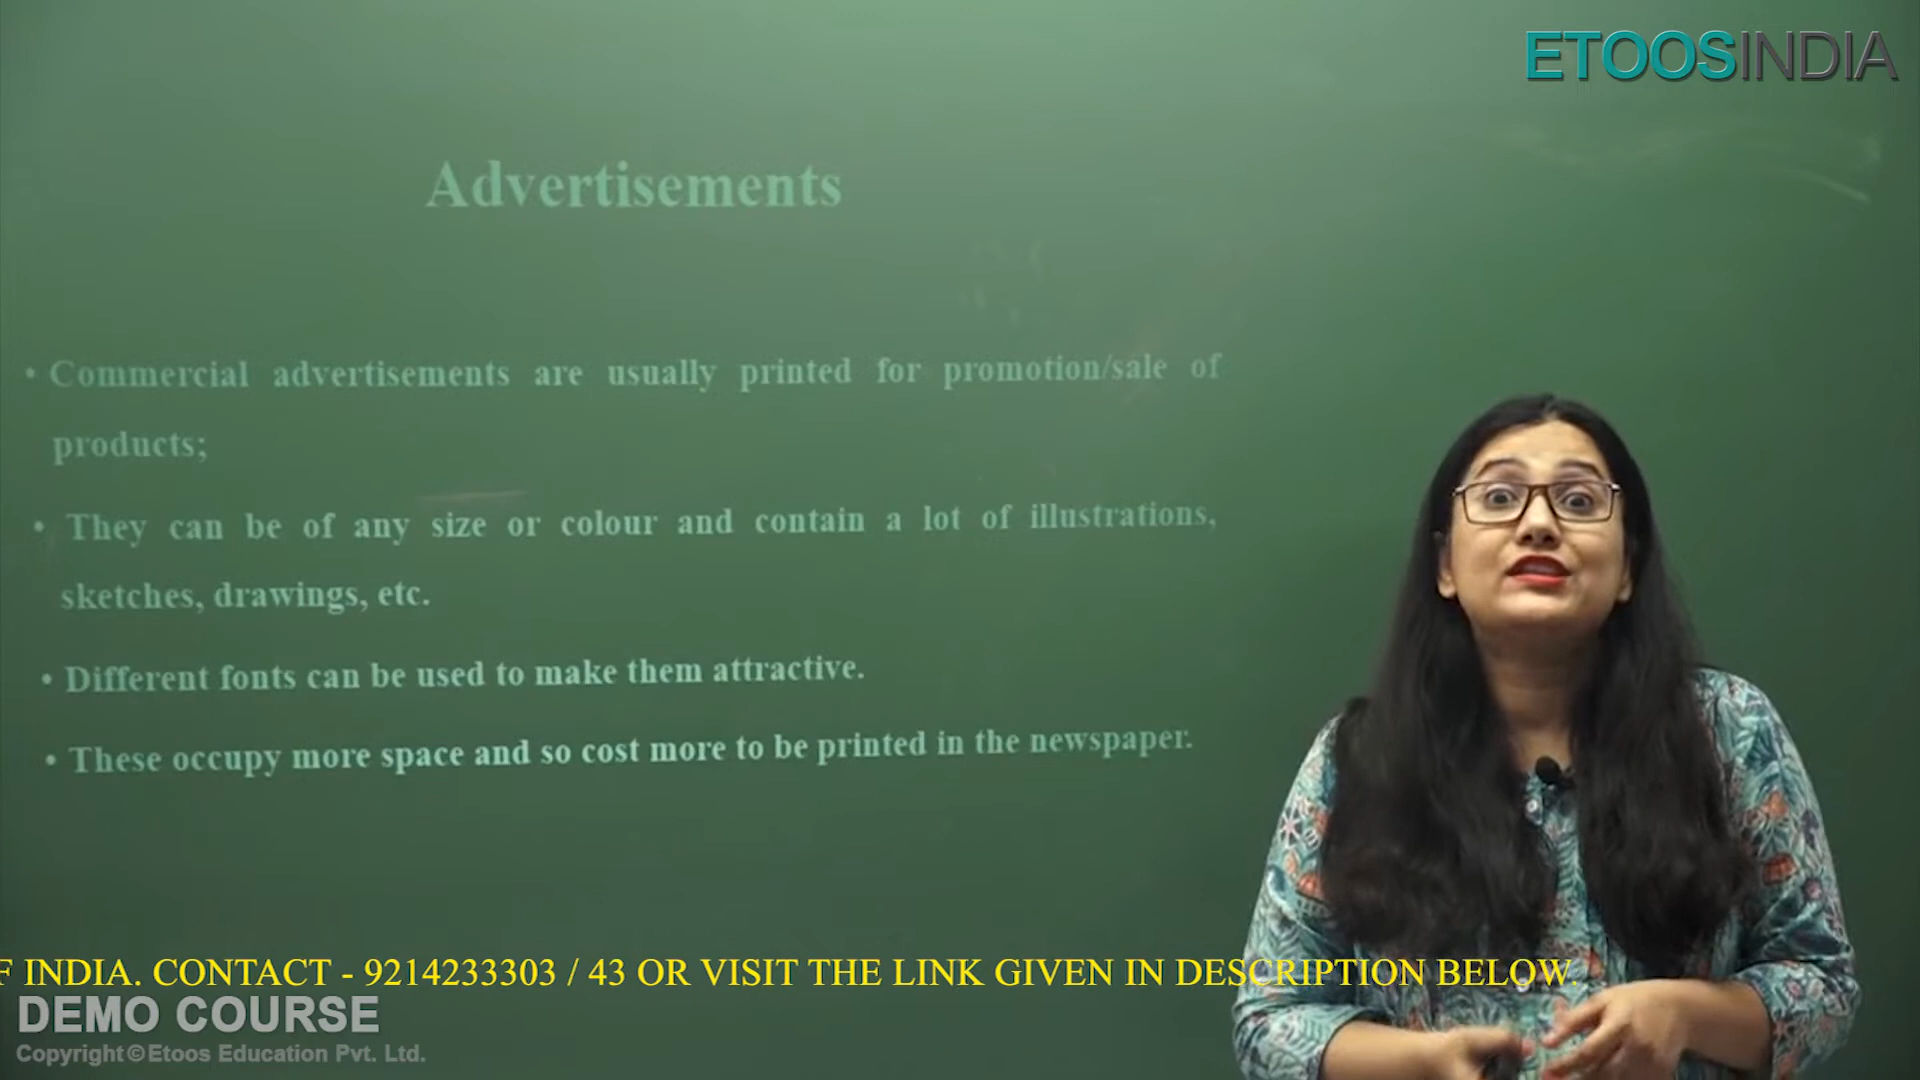 ETOOSINDIA
Advertisements
• Commercial advertisements are usually printed for promotion/sale of
products;
• They can be of any size or colour and contain a lot of illustrations,
sketches, drawings, etc.
• Different fonts can be used to make them attractive.
• These occupy more space and so cost more to be printed in the newspaper.
F INDIA. CONTACT - 9214233303 / 43 OR VISIT THE LINK GIVEN IN DESCRIPTION BELOW.
DEMO COURSE
Copyright©Etoos Education Pvt. Ltd.